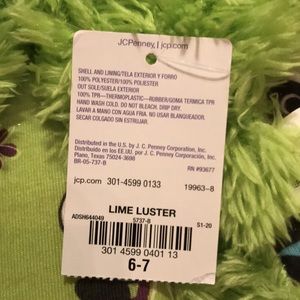 JCPenney | jcp.com
SHELL AND LINING/TELA EXTERIOR Y FORRO
100% POLYESTER/100% POLIESTER
OUT SOLE/SUELA EXTERIOR
100% TPR—THERMOPLASTIC—RUBBER/GOMA TERMICA TPR
HAND WASH COLD. DO NOT BLEACH. DRIP DRY.
LAVAR A MANO CON AGUA FRIA. NO USAR BLANQUEADOR.
SECAR COLGADO SIN ESTRUJAR.
Distributed in the U.S. by J. C. Penney Corporation, Inc.
Distribuido en los EE.UU. por J. C. Penney Corporación, Inc.
Plano, Texas 75024-3698
BR-05-737-B RN #93677
jcp.com 301-4599 0133 19963-8
LIME LUSTER
ADSH644049 5737-B S1-20
301 4599 0401 13
6-7